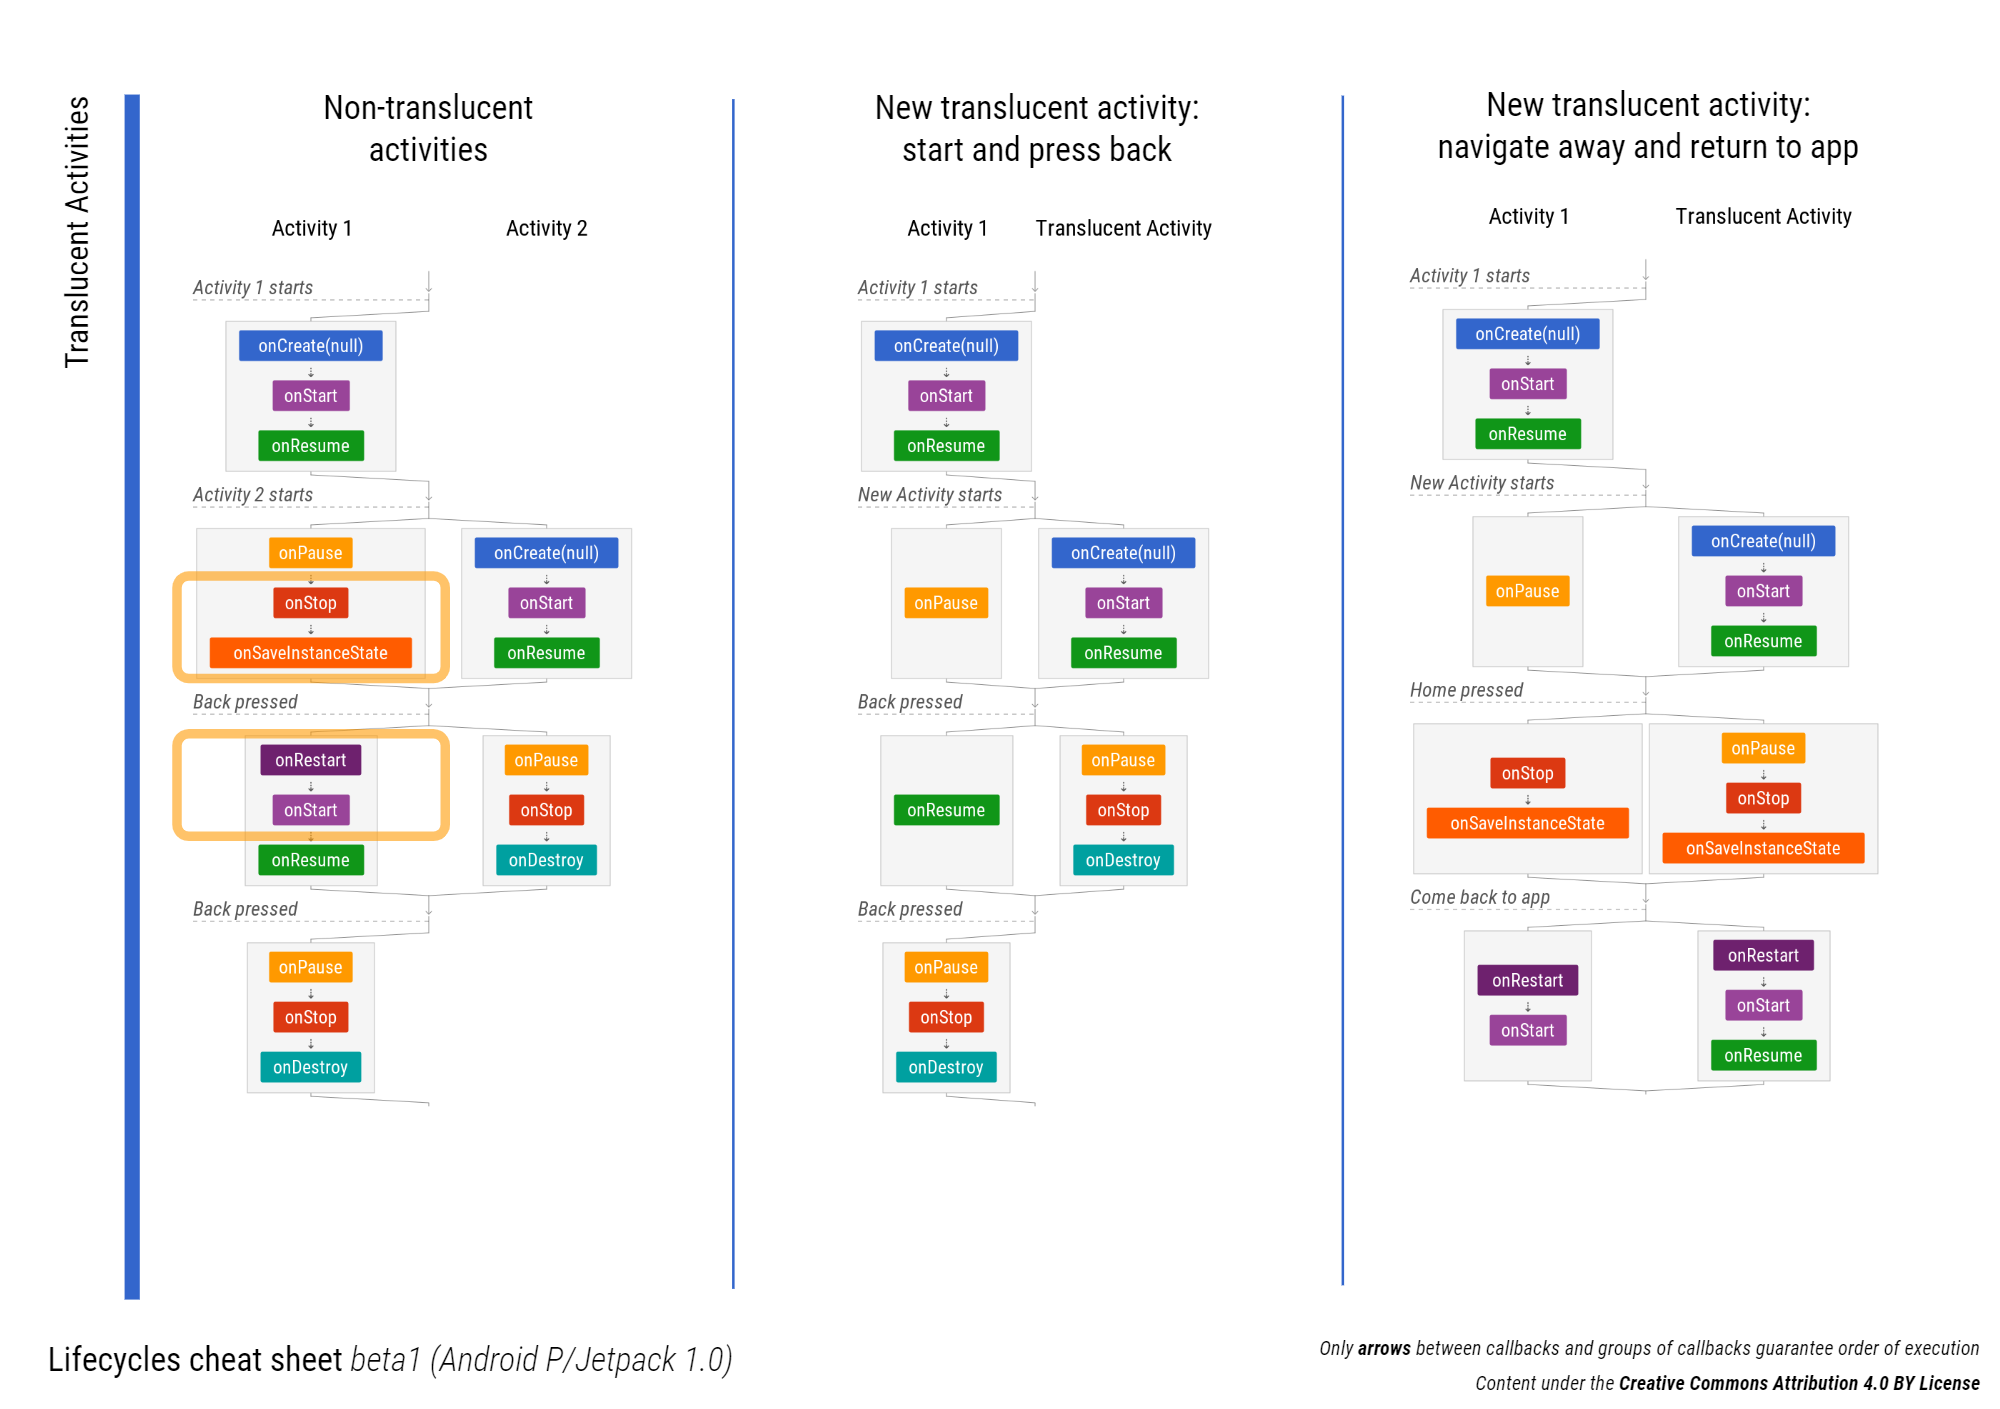 Translucent Activities
Non-translucent
activities
Activity 1
Activity 2
Activity 1 starts
onCreate(null)
onStart
onResume
Activity 2 starts
onPause
onStop
onSaveInstanceState
onCreate(null)
onStart
onResume
Back pressed
onRestart
onStart
onResume
onPause
onStop
onDestroy
Back pressed
onPause
onStop
onDestroy
New translucent activity:
start and press back
Activity 1
Translucent Activity
Activity 1 starts
onCreate(null)
onStart
onResume
New Activity starts
onPause
onCreate(null)
onStart
onResume
Back pressed
onResume
onPause
onStop
onDestroy
Back pressed
onPause
onStop
onDestroy
New translucent activity:
navigate away and return to app
Activity 1
Translucent Activity
Activity 1 starts
onCreate(null)
onStart
onResume
New Activity starts
onPause
onCreate(null)
onStart
onResume
Home pressed
onStop
onSaveInstanceState
onPause
onStop
onSaveInstanceState
Come back to app
onRestart
onStart
onRestart
onStart
onResume
Lifecycles cheat sheet beta1 (Android P/Jetpack 1.0)
Only arrows between callbacks and groups of callbacks guarantee order of execution
Content under the Creative Commons Attribution 4.0 BY License